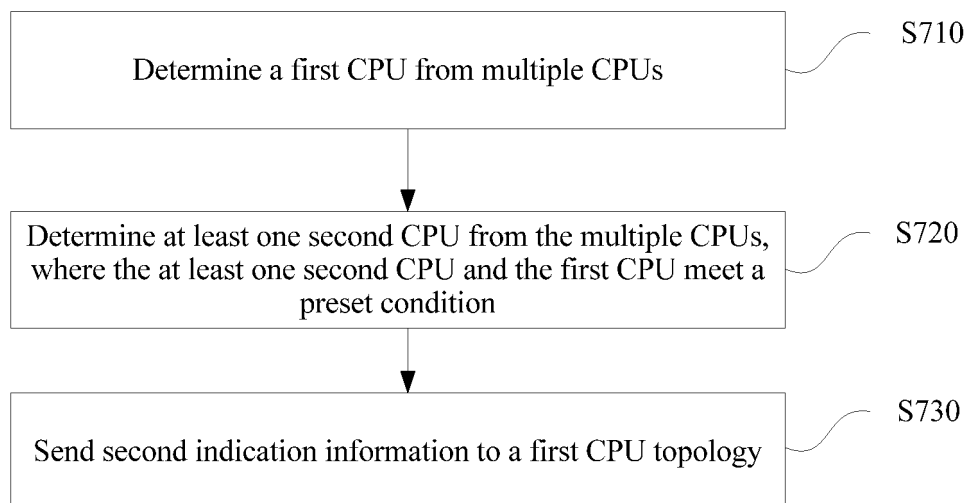 S710
Determine a first CPU from multiple CPUs
S720
Determine at least one second CPU from the multiple CPUs,
where the at least one second CPU and the first CPU meet a
preset condition
S730
Send second indication information to a first CPU topology